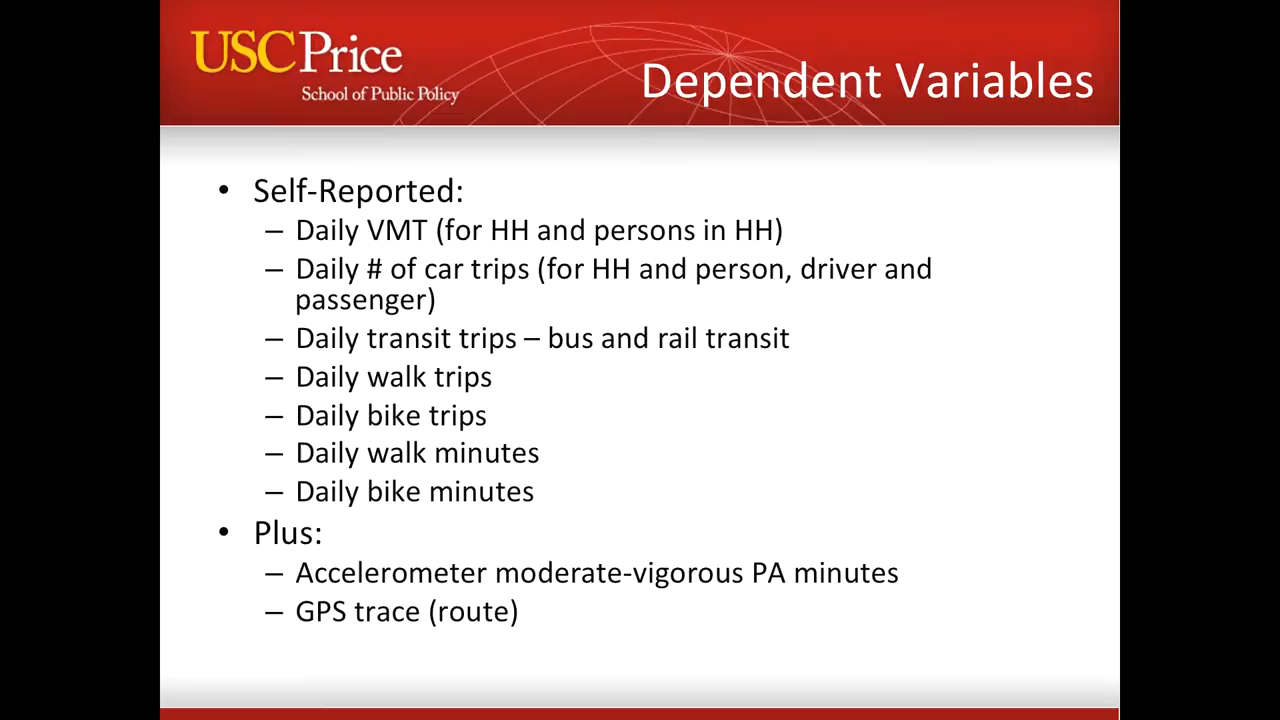 USCPrice
School of Public Policy
Dependent Variables
• Self-Reported:
– Daily VMT (for HH and persons in HH)
– Daily # of car trips (for HH and person, driver and
passenger)
– Daily transit trips – bus and rail transit
– Daily walk trips
– Daily bike trips
– Daily walk minutes
– Daily bike minutes
• Plus:
– Accelerometer moderate-vigorous PA minutes
– GPS trace (route)